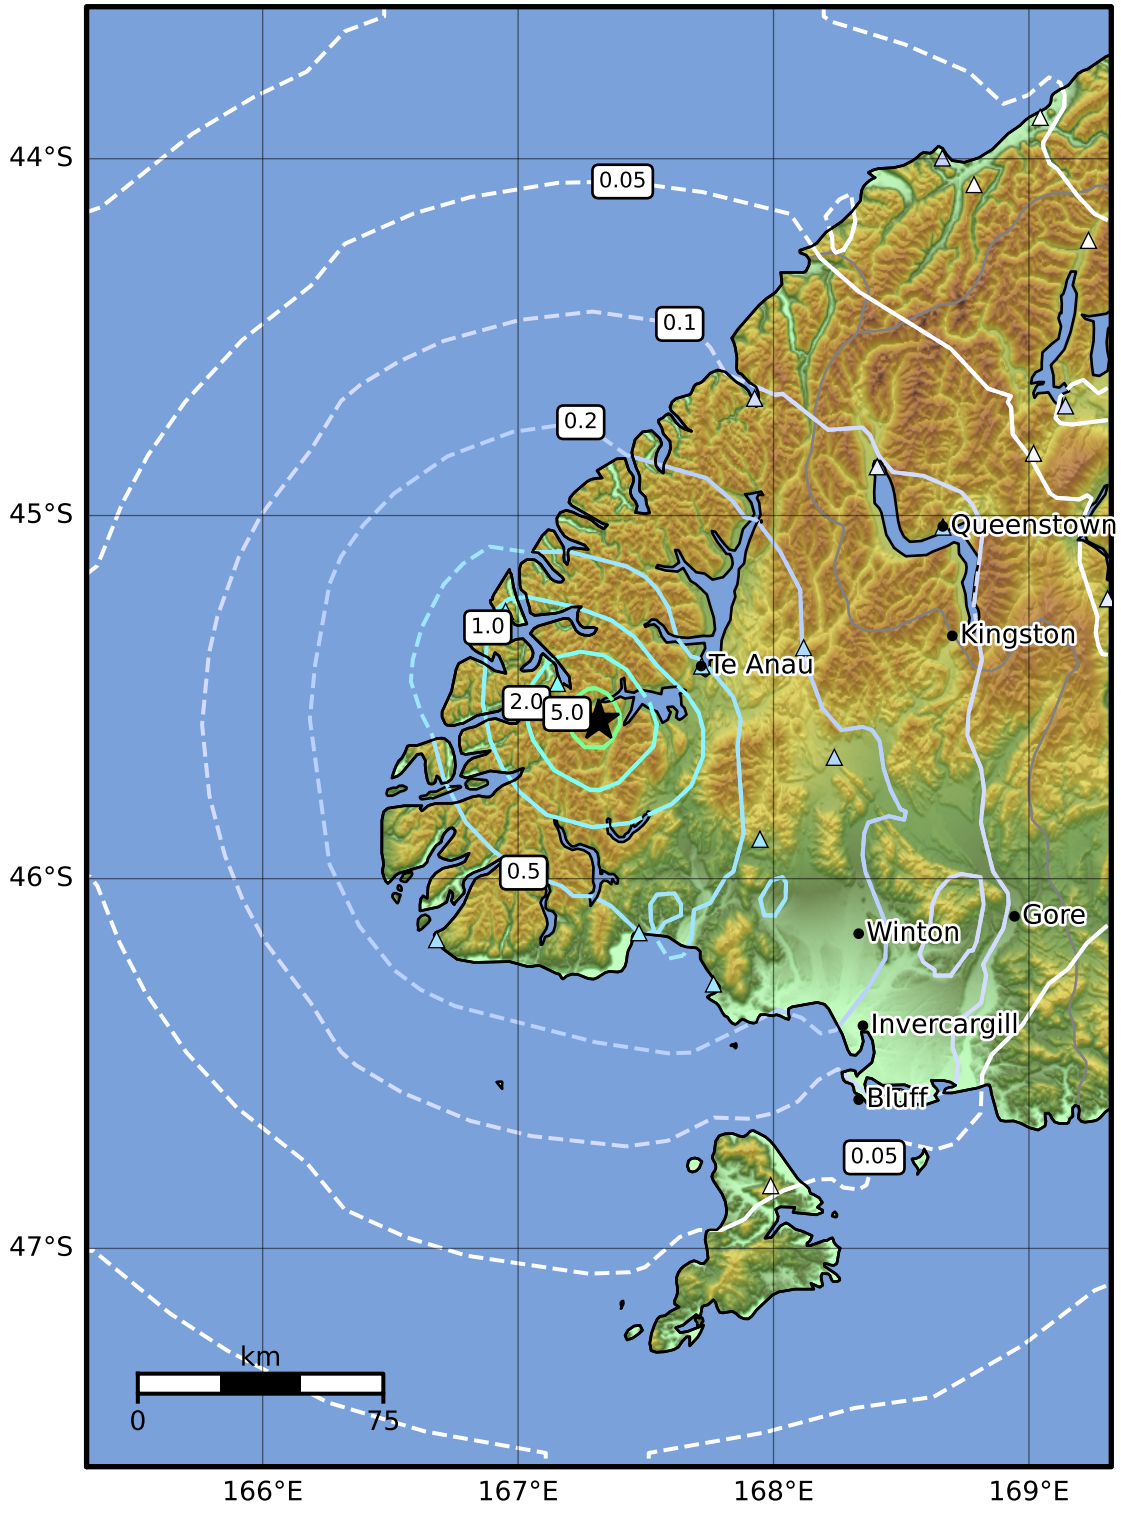 44°S
0.05
0.1
0.2
45°S
Queenstown
1.0
Kingston
Te Anau
2.0
5.0
0.5
46°S
Gore
Winton
Invercargill
Bluff
0.05
47°S
km
0 75
166°E 167°E 168°E 169°E